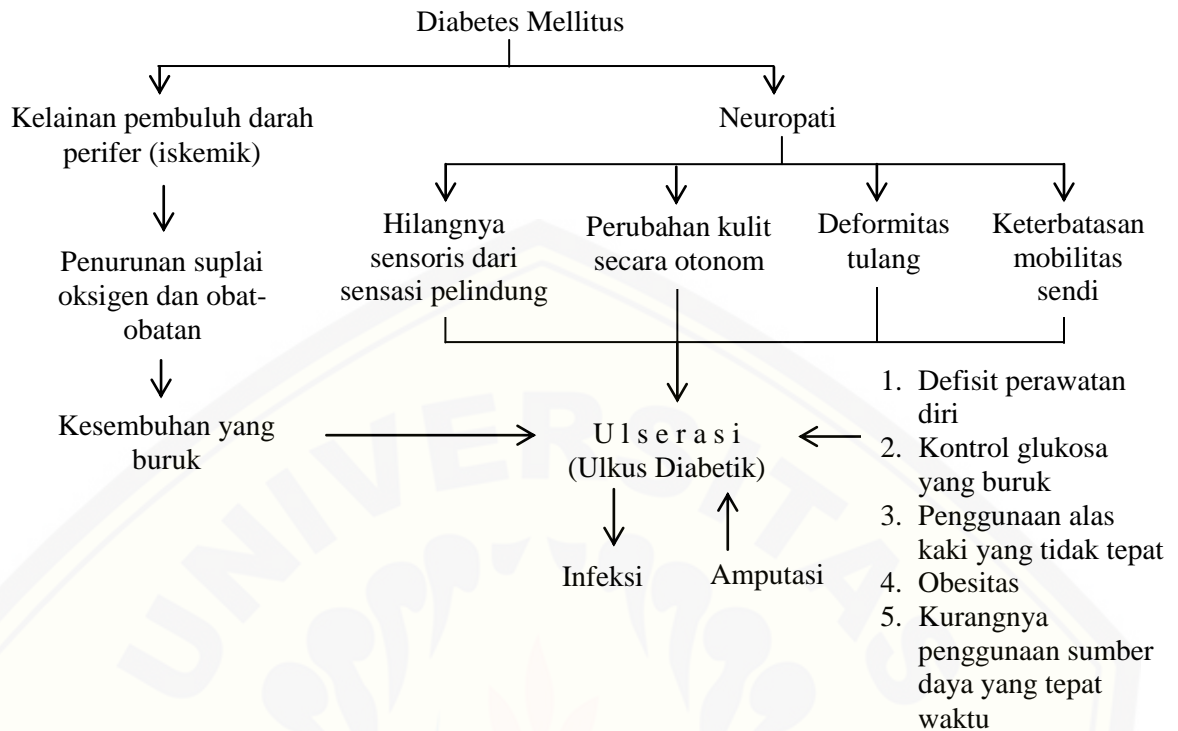 Diabetes Mellitus
Kelainan pembuluh darah
perifer (iskemik)
Neuropati
Penurunan suplai
oksigen dan obat-
obatan
Hilangnya
sensoris dari
sensasi pelindung
Perubahan kulit
secara otonom
Deformitas
tulang
Keterbatasan
mobilitas
sendi
Kesembuhan yang
buruk
U l s e r a s i
(Ulkus Diabetik)
1. Defisit perawatan
diri
2. Kontrol glukosa
yang buruk
3. Penggunaan alas
kaki yang tidak tepat
4. Obesitas
5. Kurangnya
penggunaan sumber
daya yang tepat
waktu
Infeksi
Amputasi
UNIVERSITAS